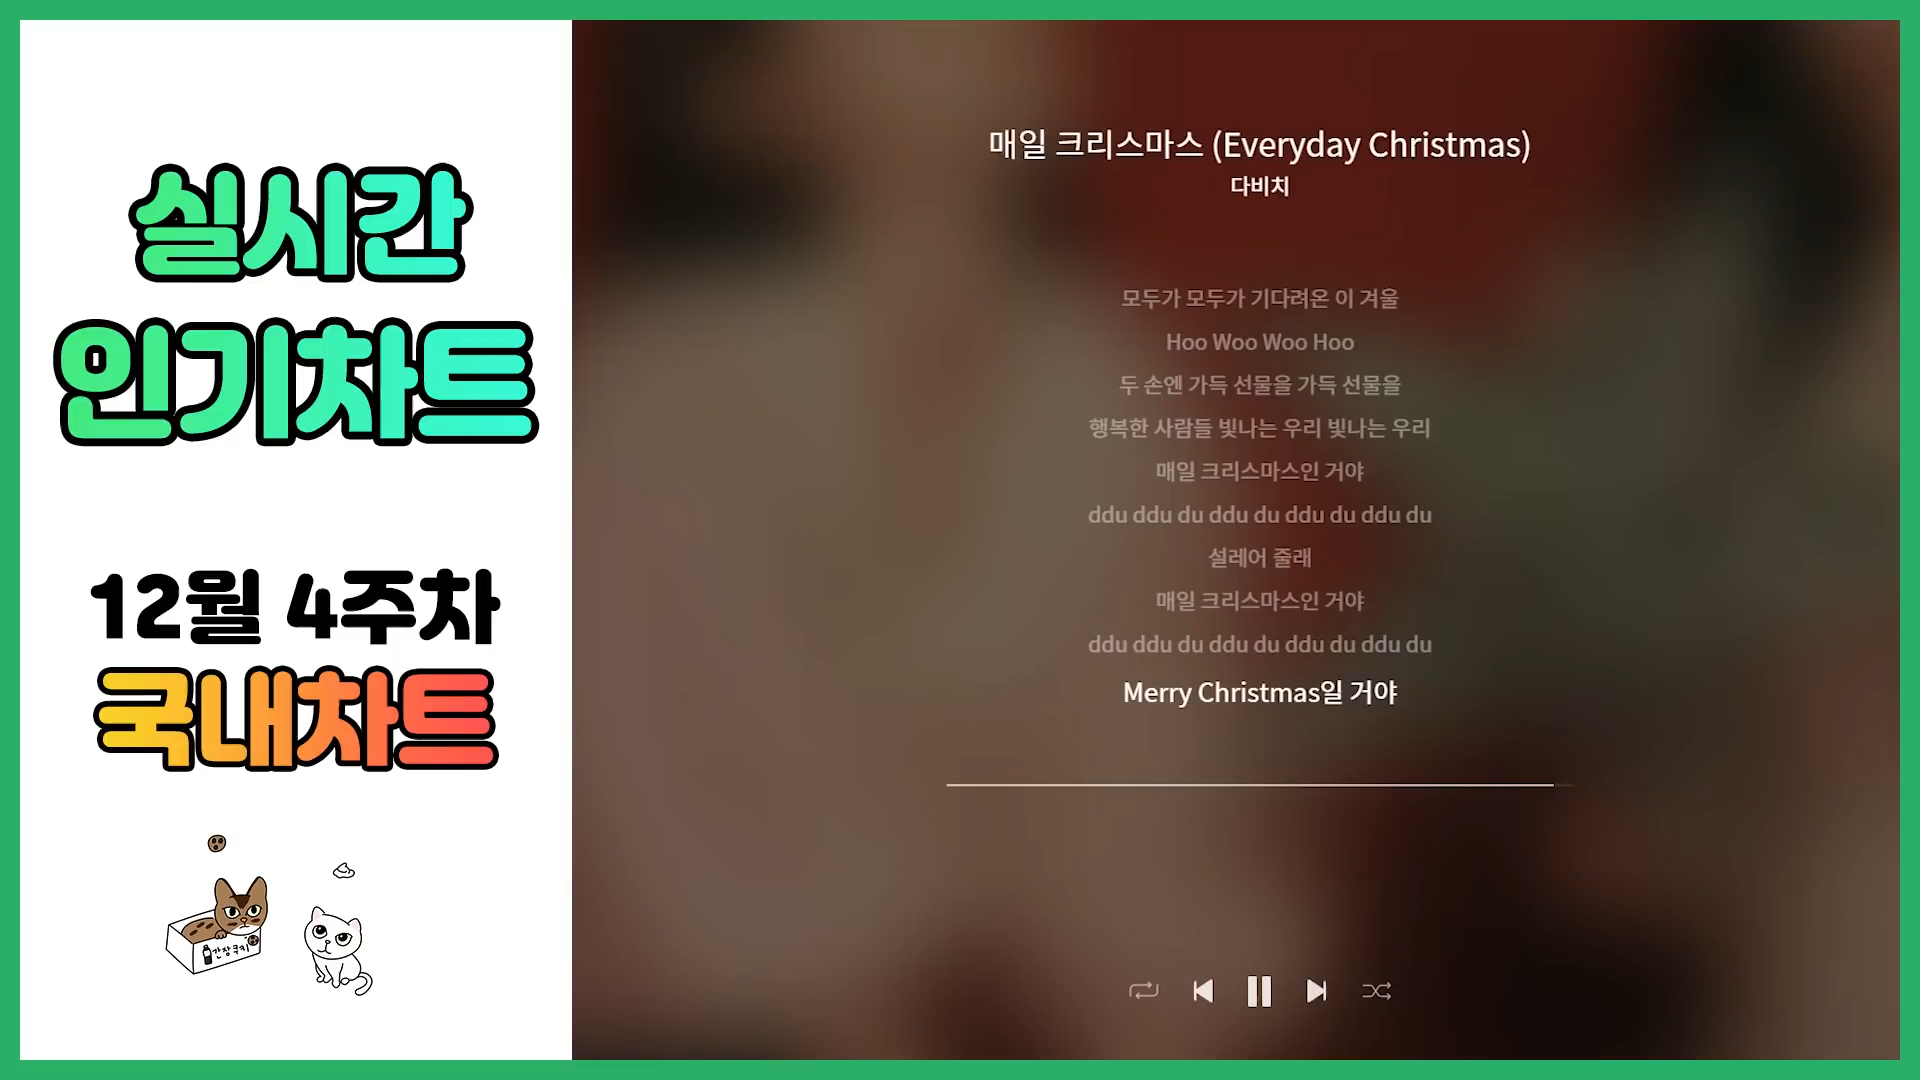 실시간
인기차트
12월 4주차
국내차트
간장쿠키
매일 크리스마스 (Everyday Christmas)
다비치
모두가 모두가 기다려온 이 겨울
Hoo Woo Woo Hoo
두 손엔 가득 선물을 가득 선물을
행복한 사람들 빛나는 우리 빛나는 우리
매일 크리스마스인 거야
ddu ddu du ddu du ddu du ddu du
설레어 줄래
매일 크리스마스인 거야
ddu ddu du ddu du ddu du ddu du
Merry Christmas일 거야